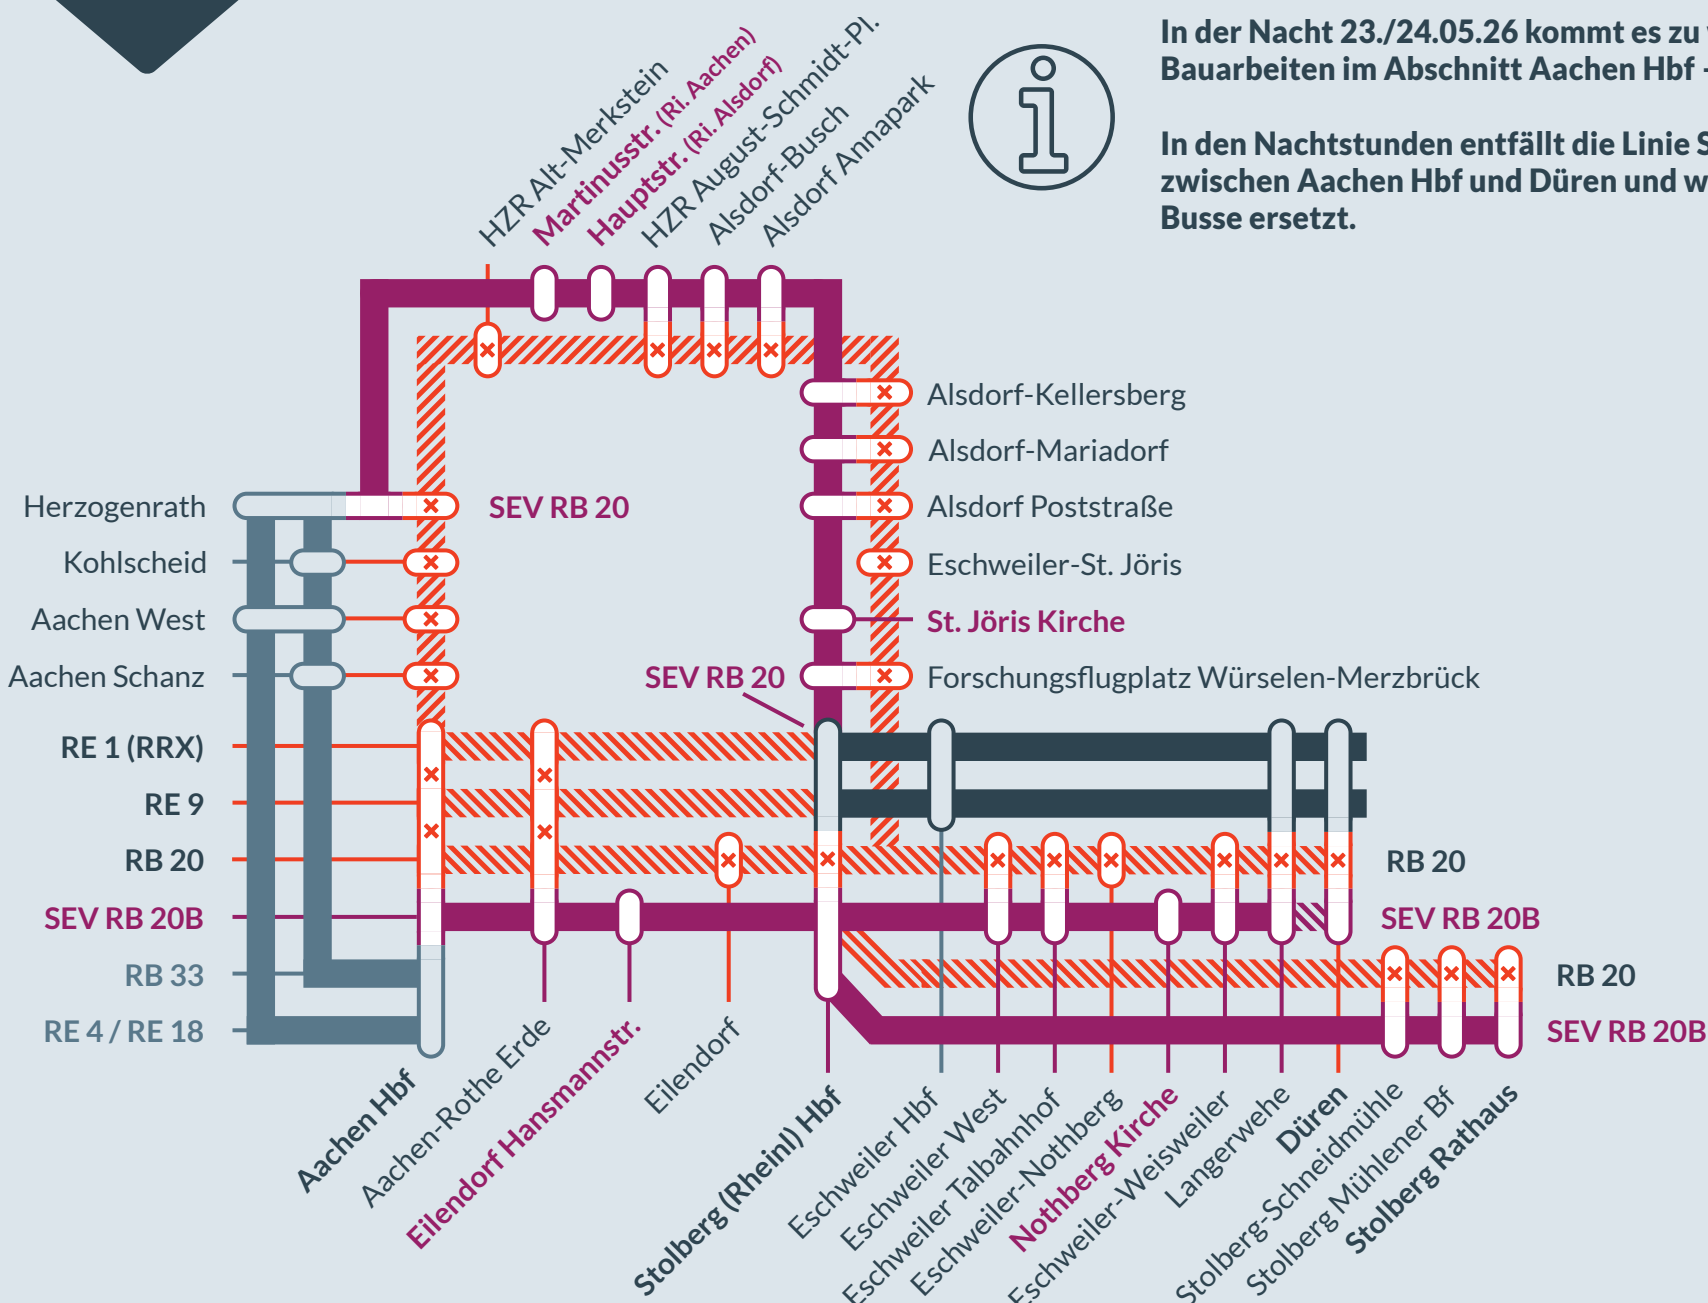 In der Nacht 23./24.05.26 kommt es zu
Bauarbeiten im Abschnitt Aachen Hbf -
In den Nachtstunden entfällt die Linie S
zwischen Aachen Hbf und Düren und w
Busse ersetzt.
HZR Alt-Merkstein
Martinusstr. (Ri. Aachen)
Hauptstr. (Ri. Alsdorf)
HZR August-Schmidt-Pl.
Alsdorf-Busch
Alsdorf Annapark
Alsdorf-Kellersberg
Alsdorf-Mariadorf
Herzogenrath
SEV RB 20
Alsdorf Poststraße
Kohlscheid
Eschweiler-St. Jöris
Aachen West
St. Jöris Kirche
Aachen Schanz
SEV RB 20
Forschungsflugplatz Würselen-Merzbrück
RE 1 (RRX)
RE 9
RB 20
RB 20
SEV RB 20B
SEV RB 20B
RB 33
RB 20
RE 4 / RE 18
SEV RB 20B
Aachen Hbf
Aachen-Rothe Erde
Eilendorf Hansmannstr.
Eilendorf
Stolberg (Rheinl) Hbf
Eschweiler Hbf
Eschweiler West
Eschweiler Talbahnhof
Eschweiler-Nothberg
Nothberg Kirche
Eschweiler-Weisweiler
Langerwehe
Düren
Stolberg-Schneidmühle
Stolberg Mühlener Bf
Stolberg Rathaus